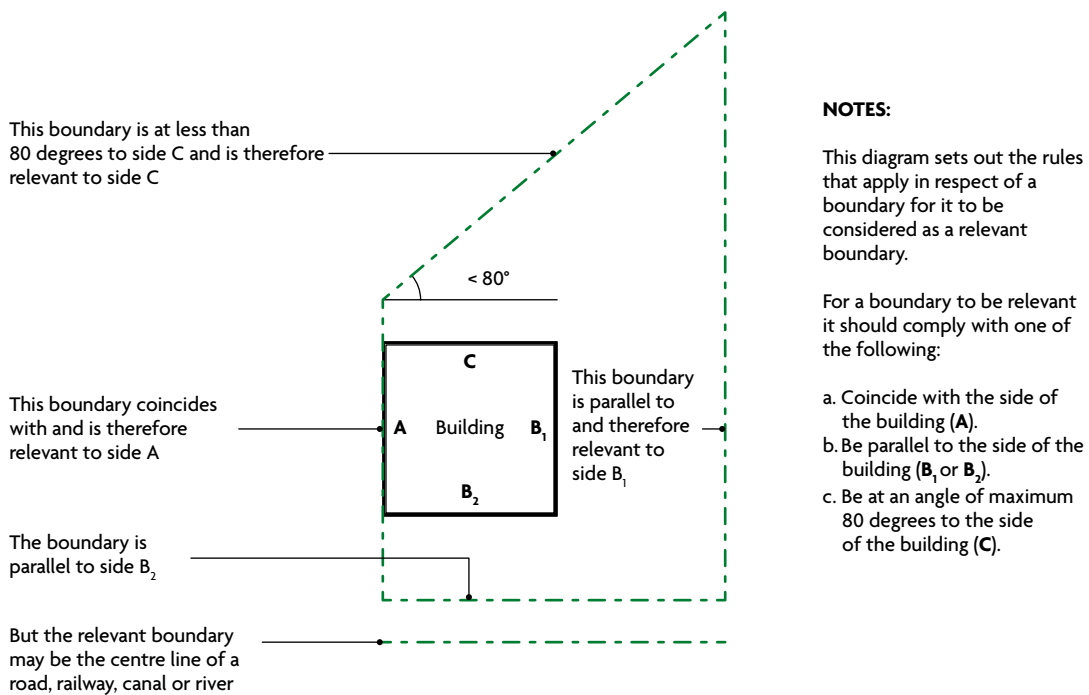 This boundary is at less than
80 degrees to side C and is therefore
relevant to side C
< 80°
This boundary coincides
with and is therefore
relevant to side A
C
A
Building
B₁
B₂
This boundary
is parallel to
and therefore
relevant to
side B₁
The boundary is
parallel to side B₂
But the relevant boundary
may be the centre line of a
road, railway, canal or river
NOTES:
This diagram sets out the rules
that apply in respect of a
boundary for it to be
considered as a relevant
boundary.
For a boundary to be relevant
it should comply with one of
the following:
a. Coincide with the side of
the building (A).
b. Be parallel to the side of the
building (B₁ or B₂).
c. Be at an angle of maximum
80 degrees to the side
of the building (C).